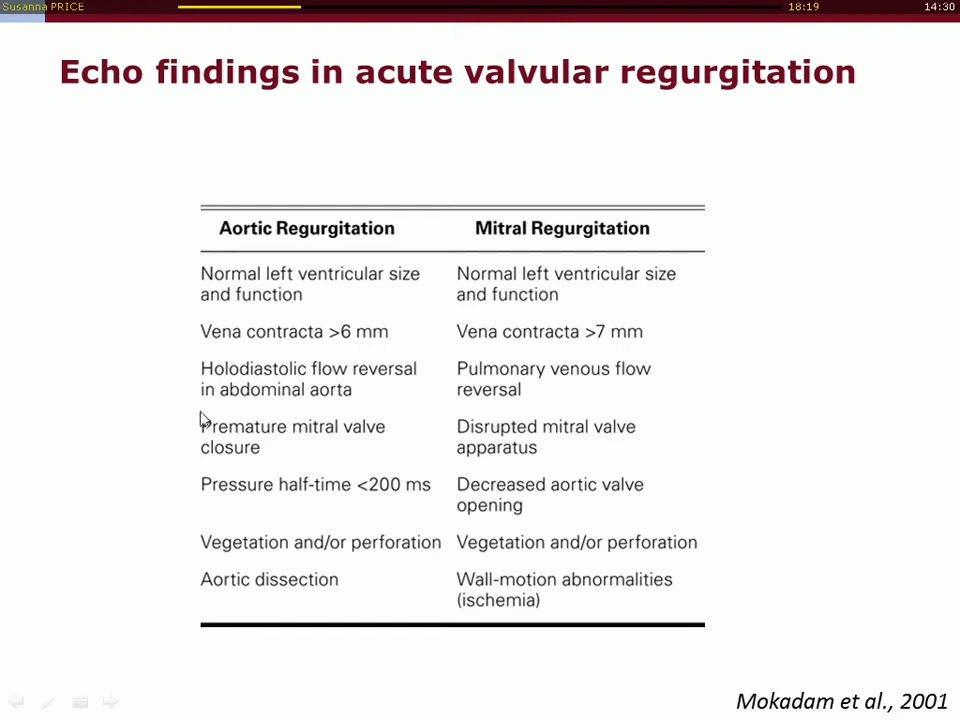 Susanna PRICE 18:19 14:30
Echo findings in acute valvular regurgitation
Aortic Regurgitation Mitral Regurgitation
Normal left ventricular size Normal left ventricular size
and function and function
Vena contracta >6 mm Vena contracta >7 mm
Holodiastolic flow reversal Pulmonary venous flow
in abdominal aorta reversal
Premature mitral valve Disrupted mitral valve
closure apparatus
Pressure half-time <200 ms Decreased aortic valve
opening
Vegetation and/or perforation Vegetation and/or perforation
Aortic dissection Wall-motion abnormalities
(ischemia)
Mokadam et al., 2001